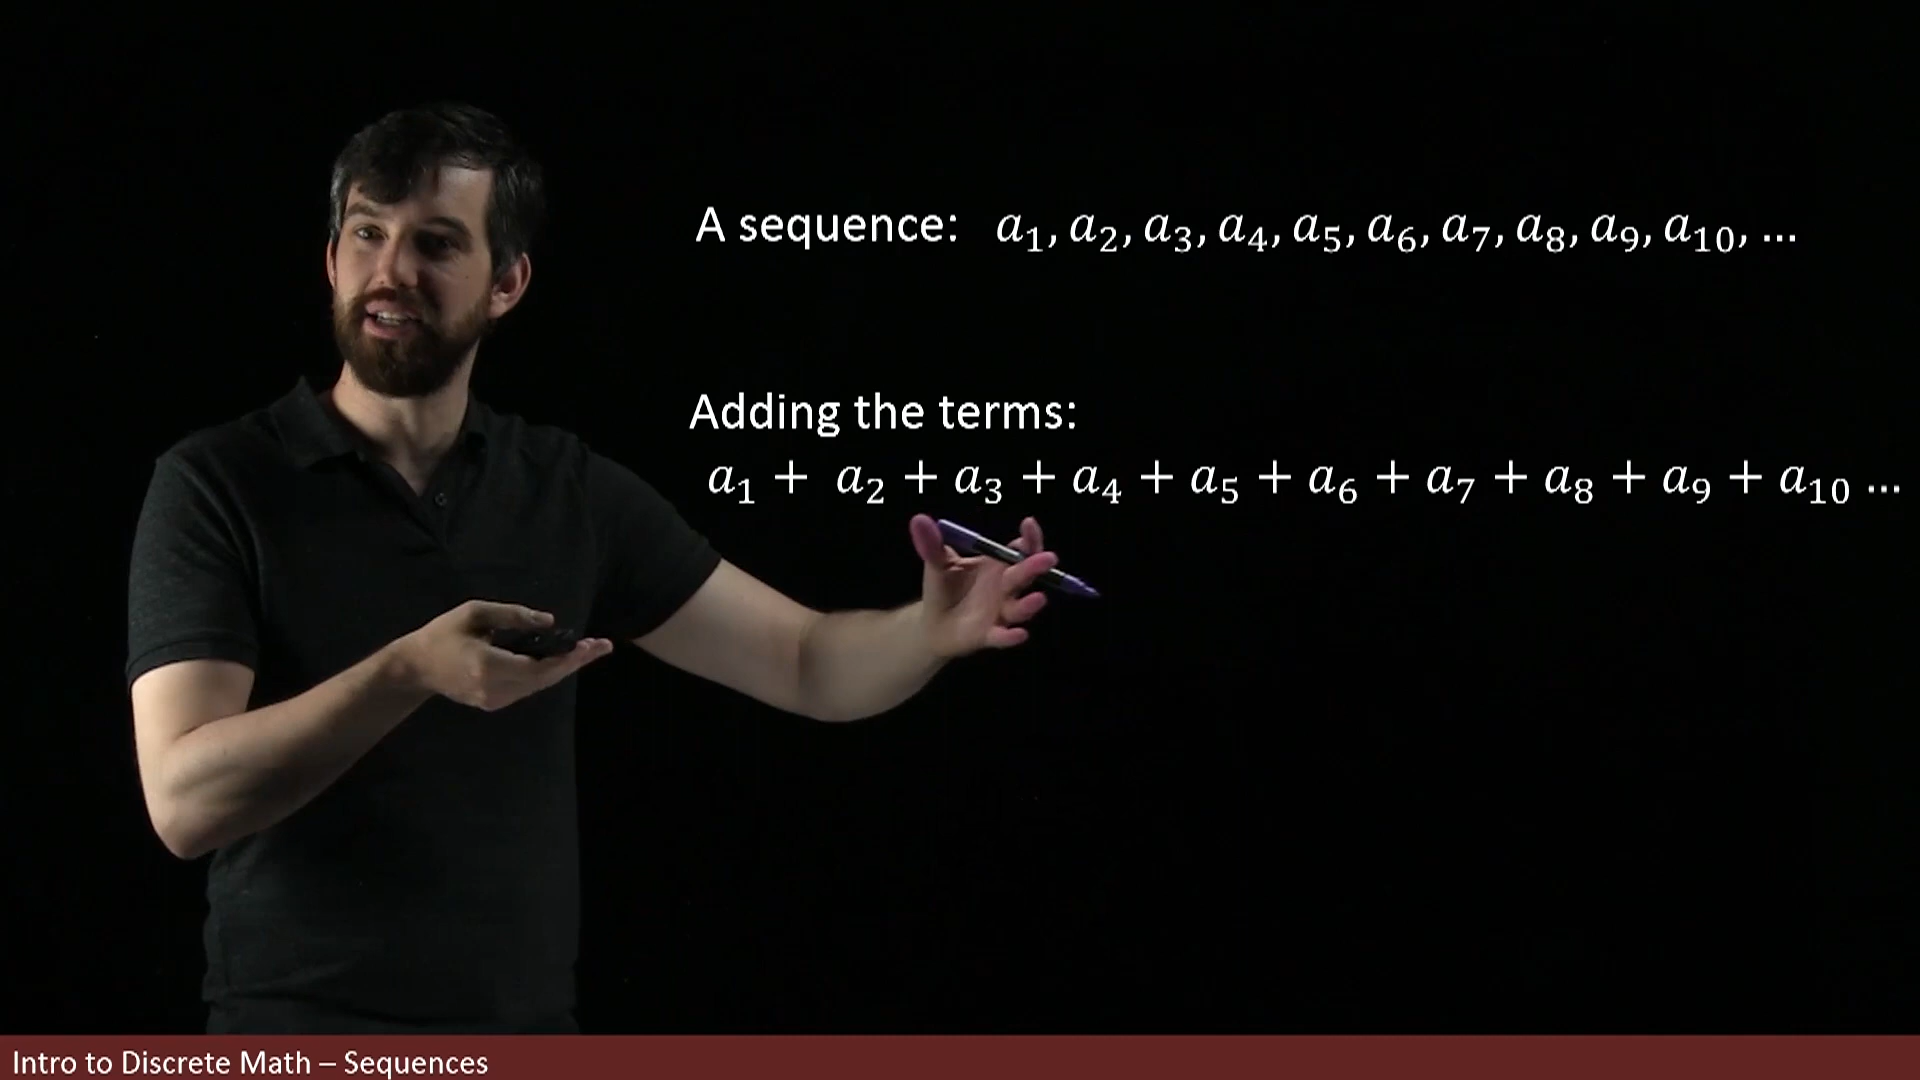 A sequence: a₁, a₂, a₃, a₄, a₅, a₆, a₇, a₈, a₉, a₁₀, ...
Adding the terms:
a₁ + a₂ + a₃ + a₄ + a₅ + a₆ + a₇ + a₈ + a₉ + a₁₀ ...
Intro to Discrete Math – Sequences